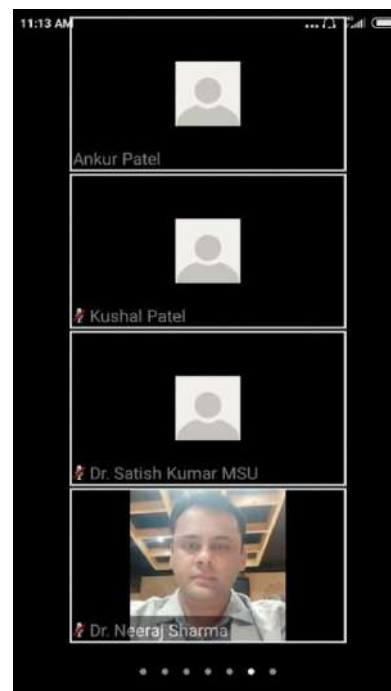 11:13 AM
Ankur Patel
Kushal Patel
Dr. Satish Kumar MSU
Dr. Neeraj Sharma